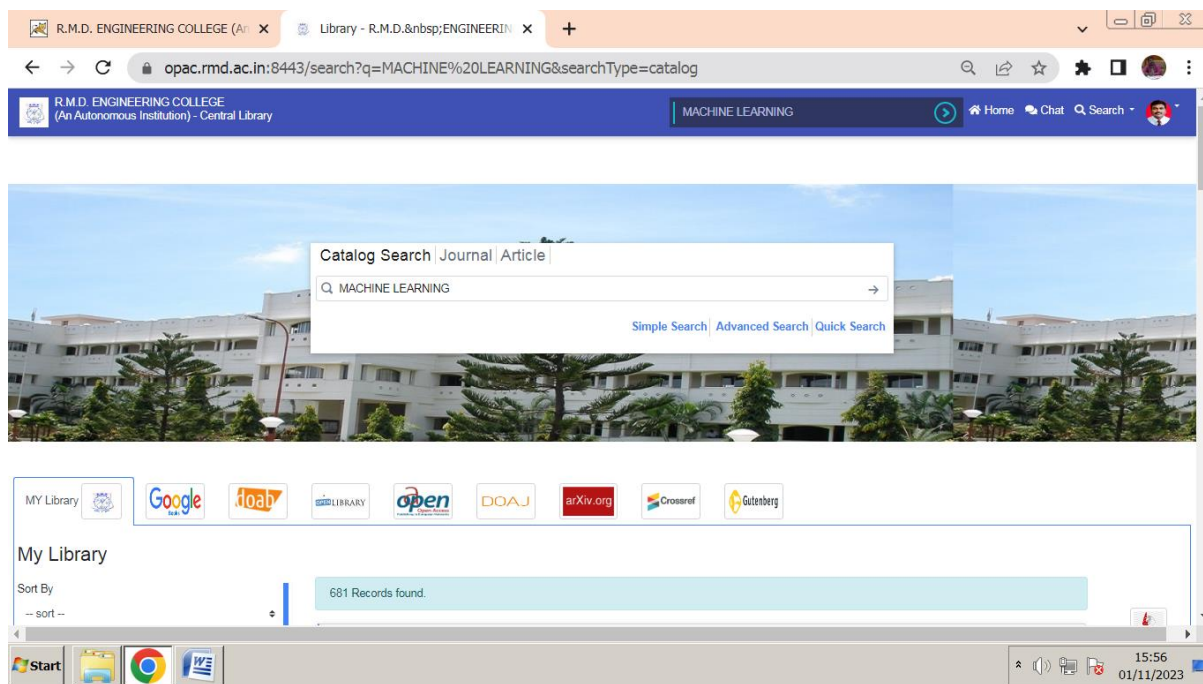 R.M.D. ENGINEERING COLLEGE (An
Library - R.M.D.&nbsp;ENGINEERIN
opac.rmd.ac.in:8443/search?q=MACHINE%20LEARNING&searchType=catalog
R.M.D. ENGINEERING COLLEGE
(An Autonomous Institution) - Central Library
MACHINE LEARNING
Home Chat Search
Catalog Search Journal Article
MACHINE LEARNING
Simple Search Advanced Search Quick Search
MY Library
Google
doab
LIBRARY
open
DOAJ
arXiv.org
Crossref
Gutenberg
My Library
Sort By
-- sort --
681 Records found.
Start
15:56
01/11/2023